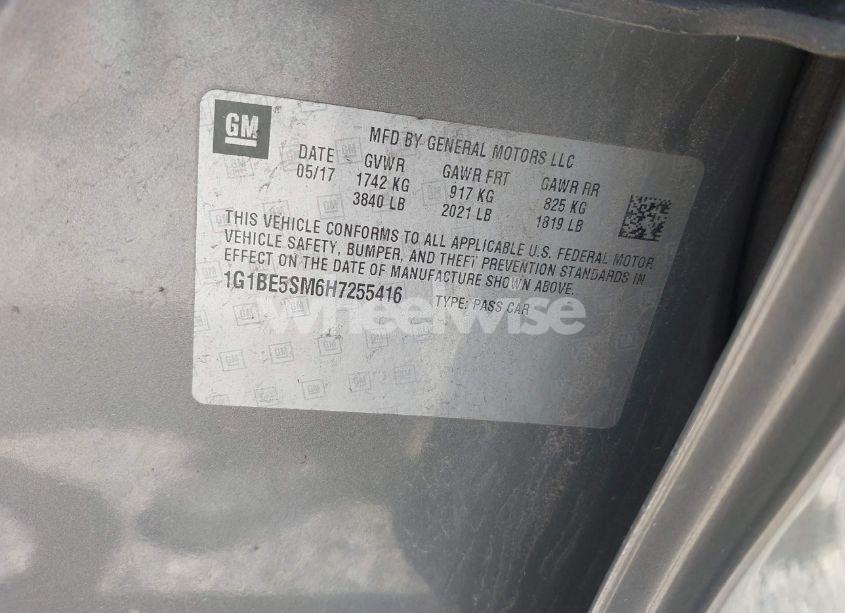 GM
MFD BY GENERAL MOTORS LLC
DATE GVWR GAWR FRT GAWR RR
05/17 1742 KG 917 KG 825 KG
3840 LB 2021 LB 1819 LB
THIS VEHICLE CONFORMS TO ALL APPLICABLE U.S. FEDERAL MOTOR
VEHICLE SAFETY, BUMPER, AND THEFT PREVENTION STANDARDS IN
EFFECT ON THE DATE OF MANUFACTURE SHOWN ABOVE.
1G1BE5SM6H7255416 TYPE: PASS CAR
wheelwise